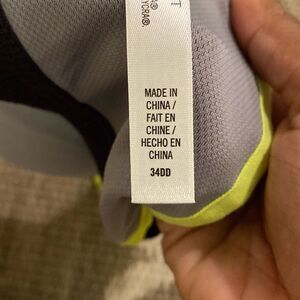 MADE IN
CHINA /
FAIT EN
CHINE /
HECHO EN
CHINA
34DD